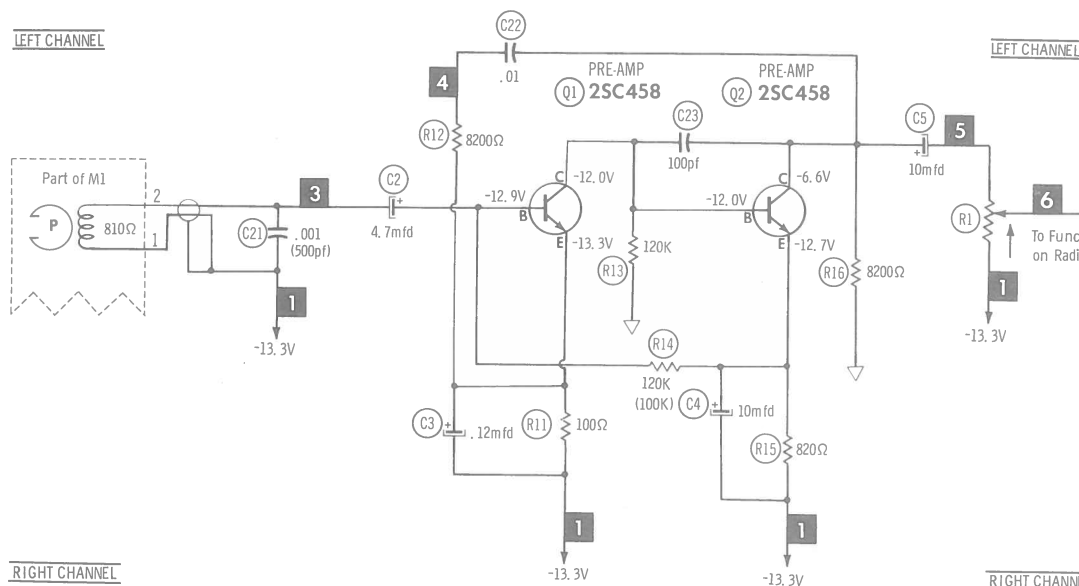 LEFT CHANNEL
C22
.01
4
PRE-AMP
Q1 2SC458
PRE-AMP
Q2 2SC458
LEFT CHANNEL
R12 8200Ω
C23
100pf
C5
+
10mfd
5
Part of M1
P
810Ω
2
1
C21 .001
(500pf)
3
C2
+
4.7mfd
-12.9V
B
C
-12.0V
E
-13.3V
-12.0V
B
C
-6.6V
E
-12.7V
120K
R13
R16 8200Ω
R1
6
To Func
on Radi
1
-13.3V
1
-13.3V
R14
120K
(100K)
C4
+
10mfd
C3
+
.12mfd
R11 100Ω
R15 820Ω
1
-13.3V
1
-13.3V
RIGHT CHANNEL
RIGHT CHANNEL